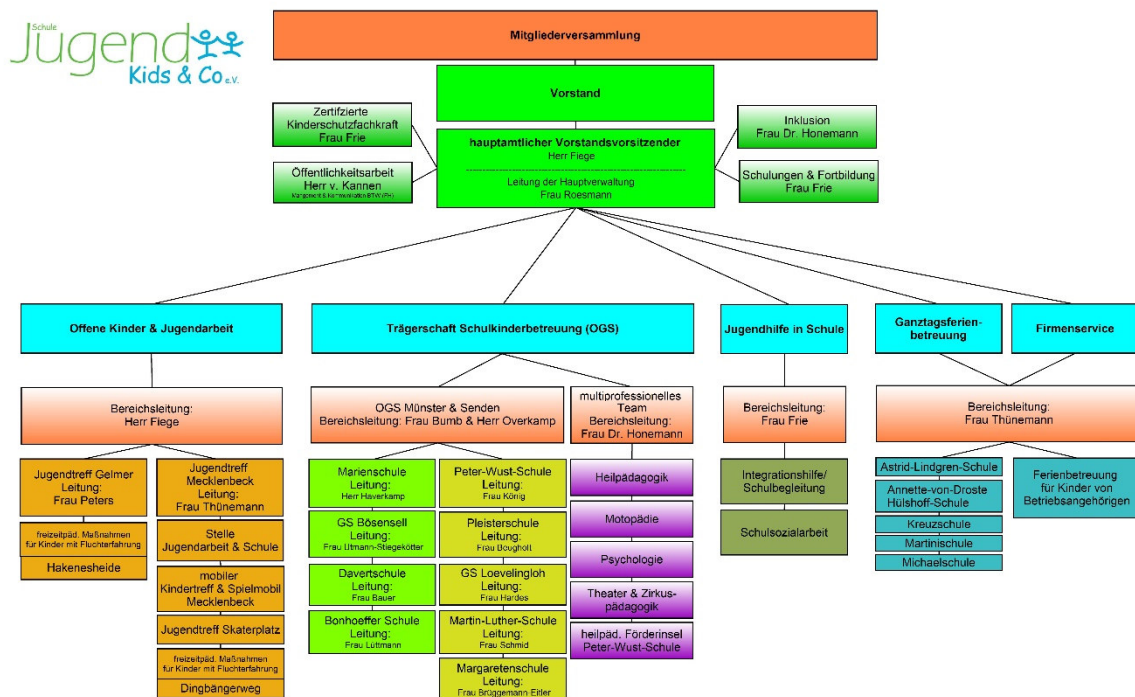 Schule
Jugend
Kids & Co e.V.
Mitgliederversammlung
Vorstand
Zertifzierte
Kinderschutzfachkraft
Frau Frie
Öffentlichkeitsarbeit
Herr v. Kannen
hauptamtlicher Vorstandsvorsitzender
Herr Fiege
Leitung der Hauptverwaltung
Frau Roesmann
Inklusion
Frau Dr. Honemann
Schulungen & Fortbildung
Frau Frie
Offene Kinder & Jugendarbeit
Trägerschaft Schulkinderbetreuung (OGS)
Jugendhilfe in Schule
Ganztagsferien-
betreuung
Firmenservice
Bereichsleitung:
Herr Fiege
OGS Münster & Senden
Bereichsleitung: Frau Bumb & Herr Overkamp
multiprofessionelles
Team
Bereichsleitung:
Frau Dr. Honemann
Bereichsleitung:
Frau Frie
Bereichsleitung:
Frau Thünemann
Jugendtreff Gelmer
Leitung:
Frau Peters
freizeitpäd. Maßnahmen
für Kinder mit Fluchterfahrung
Hakenesheide
Jugendtreff
Mecklenbeck
Leitung:
Frau Thünemann
Stelle
Jugendarbeit & Schule
mobiler
Kindertreff & Spielmobil
Mecklenbeck
Jugendtreff Skaterplatz
freizeitpäd. Maßnahmen
für Kinder mit Fluchterfahrung
Dingbängerweg
Marienschule
Leitung:
Herr Haverkamp
GS Bösensell
Leitung:
Frau Utmann-Stiegekötter
Davertschule
Leitung:
Frau Bauer
Bonhoeffer Schule
Leitung:
Frau Lüttmann
Peter-Wust-Schule
Leitung:
Frau König
Pleisterschule
Leitung:
Frau Bougholt
GS Loevelingloh
Leitung:
Frau Hardes
Martin-Luther-Schule
Leitung:
Frau Schmid
Margaretenschule
Leitung:
Frau Brüggemann-Eitler
Heilpädagogik
Motopädie
Psychologie
Theater & Zirkus-
pädagogik
heilpäd. Förderinsel
Peter-Wust-Schule
Integrationshilfe/
Schulbegleitung
Schulsozialarbeit
Astrid-Lindgren-Schule
Annette-von-Droste
Hülshoff-Schule
Kreuzschule
Martinischule
Michaelschule
Ferienbetreuung
für Kinder von
Betriebsangehörigen